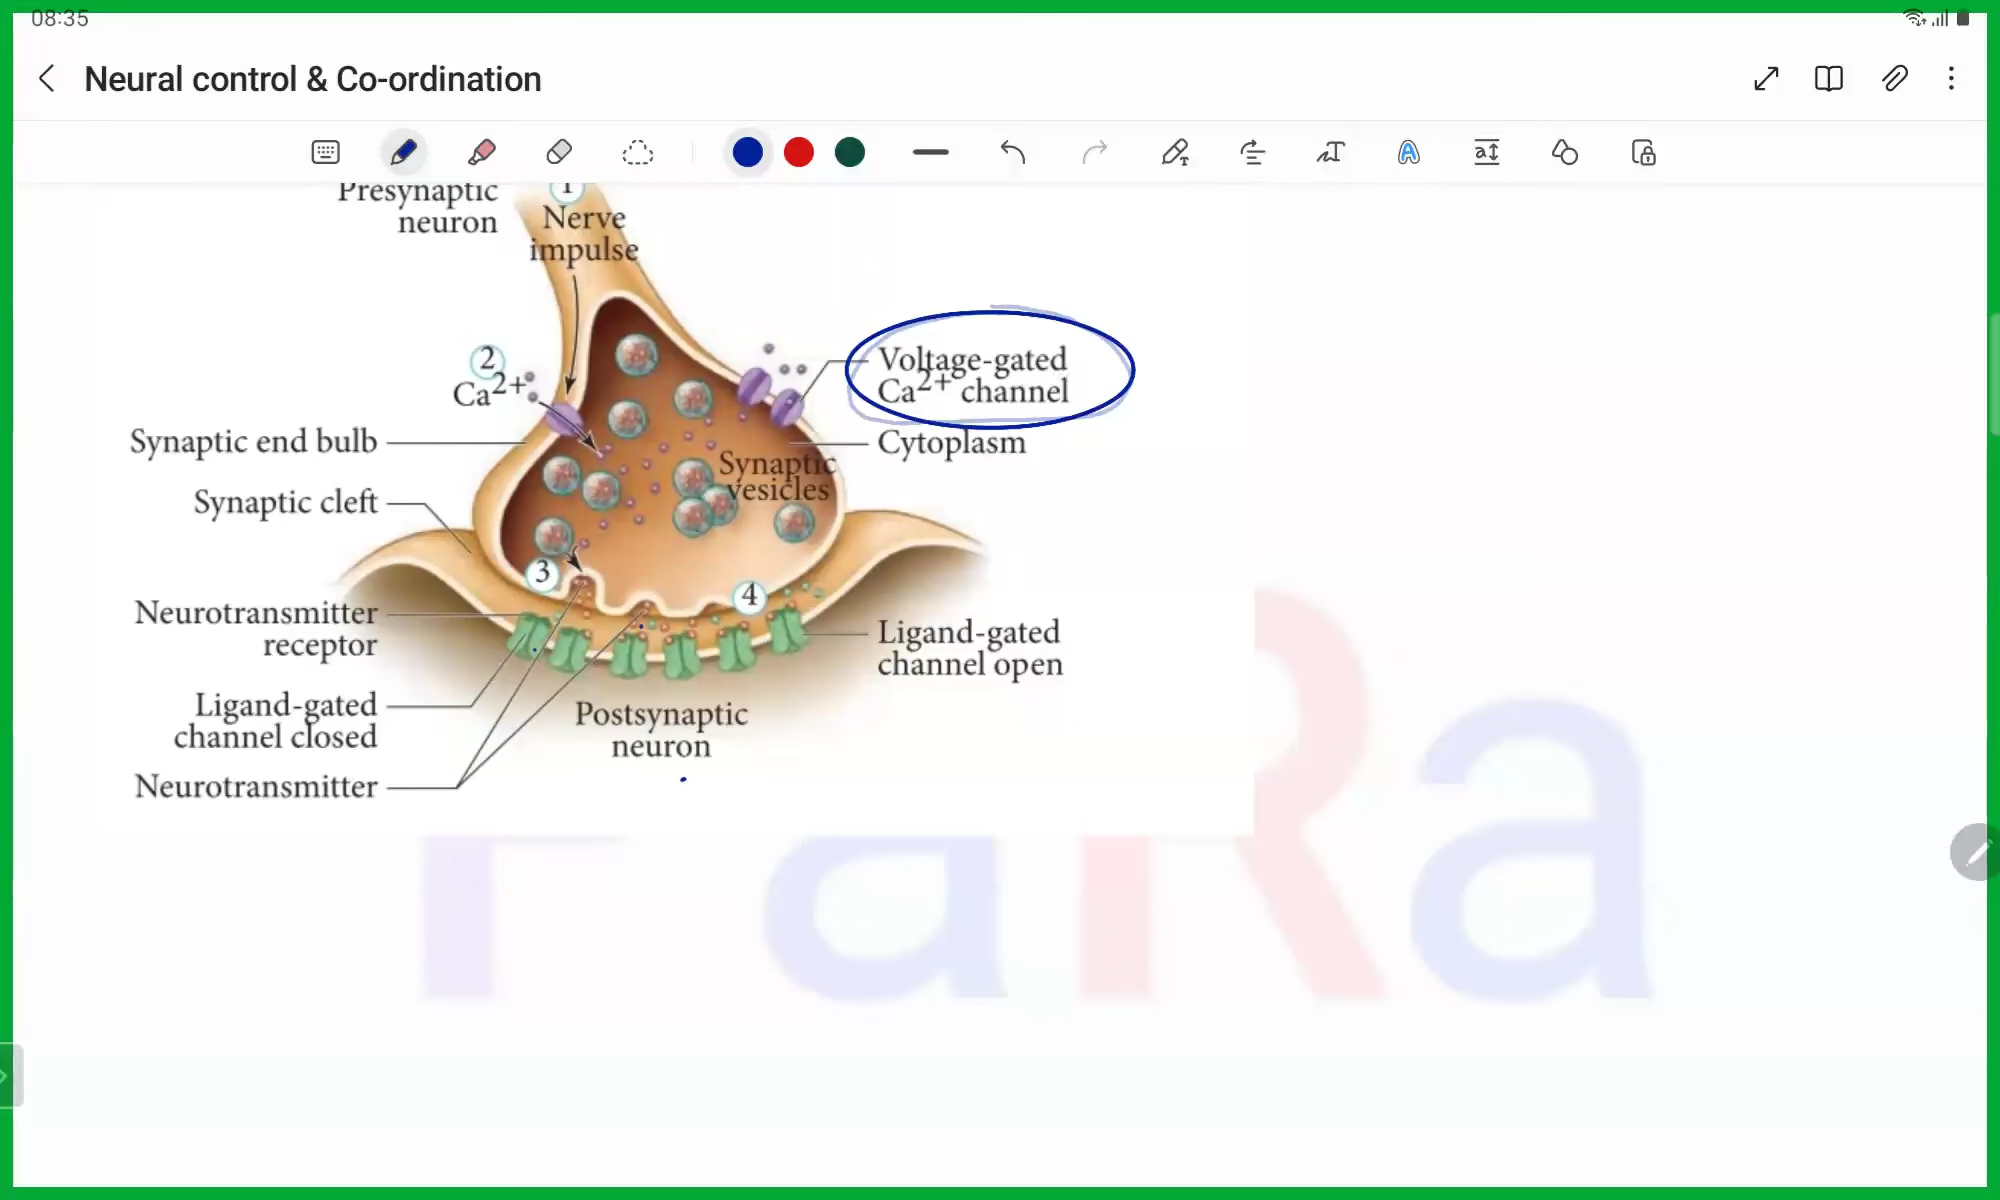 08:35
Neural control & Co-ordination
Presynaptic
neuron
1
Nerve
impulse
2
Ca2+
Voltage-gated
Ca2+ channel
Synaptic end bulb
Cytoplasm
Synaptic
vesicles
Synaptic cleft
3
4
Neurotransmitter
receptor
Ligand-gated
channel open
Ligand-gated
channel closed
Postsynaptic
neuron
Neurotransmitter
PaRa